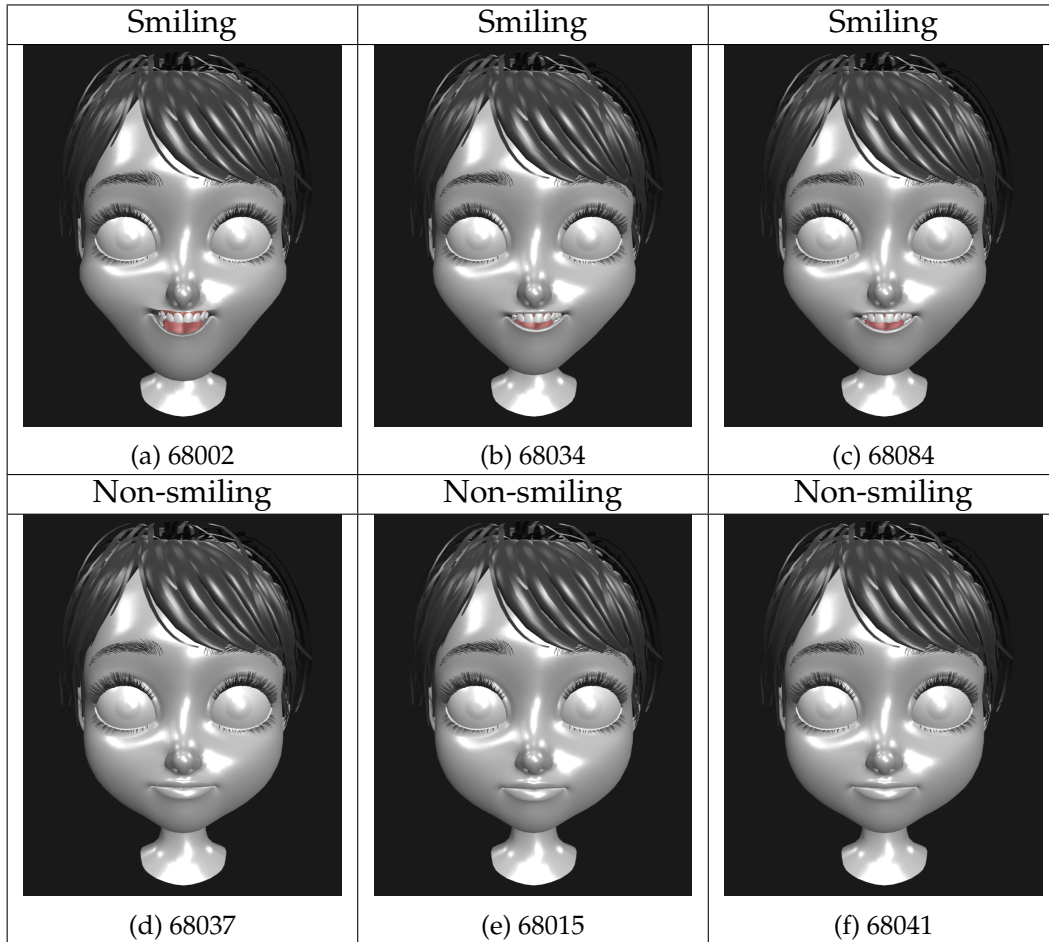 Smiling Smiling Smiling
(a) 68002 (b) 68034 (c) 68084
Non-smiling Non-smiling Non-smiling
(d) 68037 (e) 68015 (f) 68041